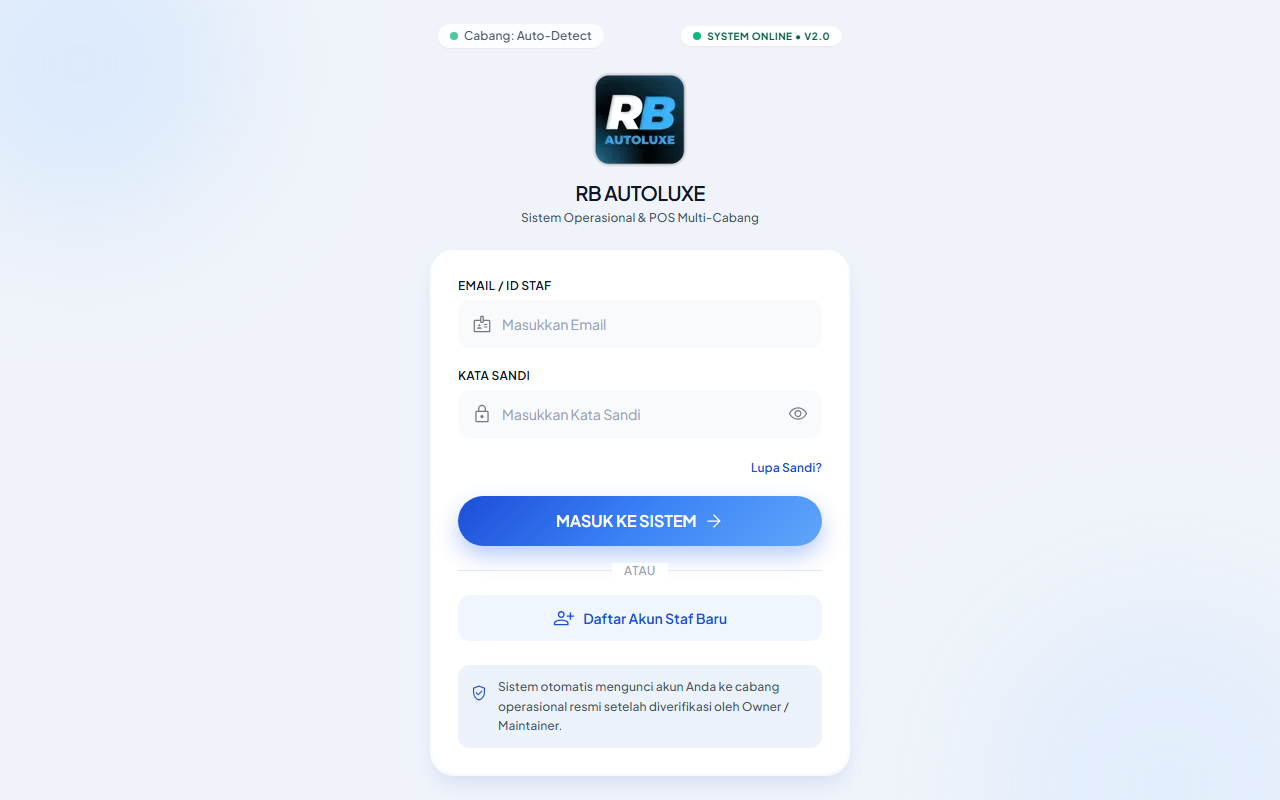 Cabang: Auto-Detect
SYSTEM ONLINE • V2.0
RB
AUTOLUXE
RB AUTOLUXE
Sistem Operasional & POS Multi-Cabang
EMAIL / ID STAF
Masukkan Email
KATA SANDI
Masukkan Kata Sandi
Lupa Sandi?
MASUK KE SISTEM →
ATAU
Daftar Akun Staf Baru
Sistem otomatis mengunci akun Anda ke cabang
operasional resmi setelah diverifikasi oleh Owner /
Maintainer.